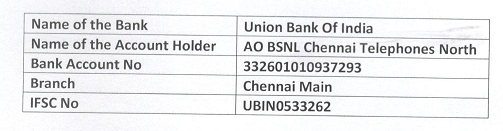 Name of the Bank Union Bank Of India
Name of the Account Holder AO BSNL Chennai Telephones North
Bank Account No 332601010937293
Branch Chennai Main
IFSC No UBIN0533262